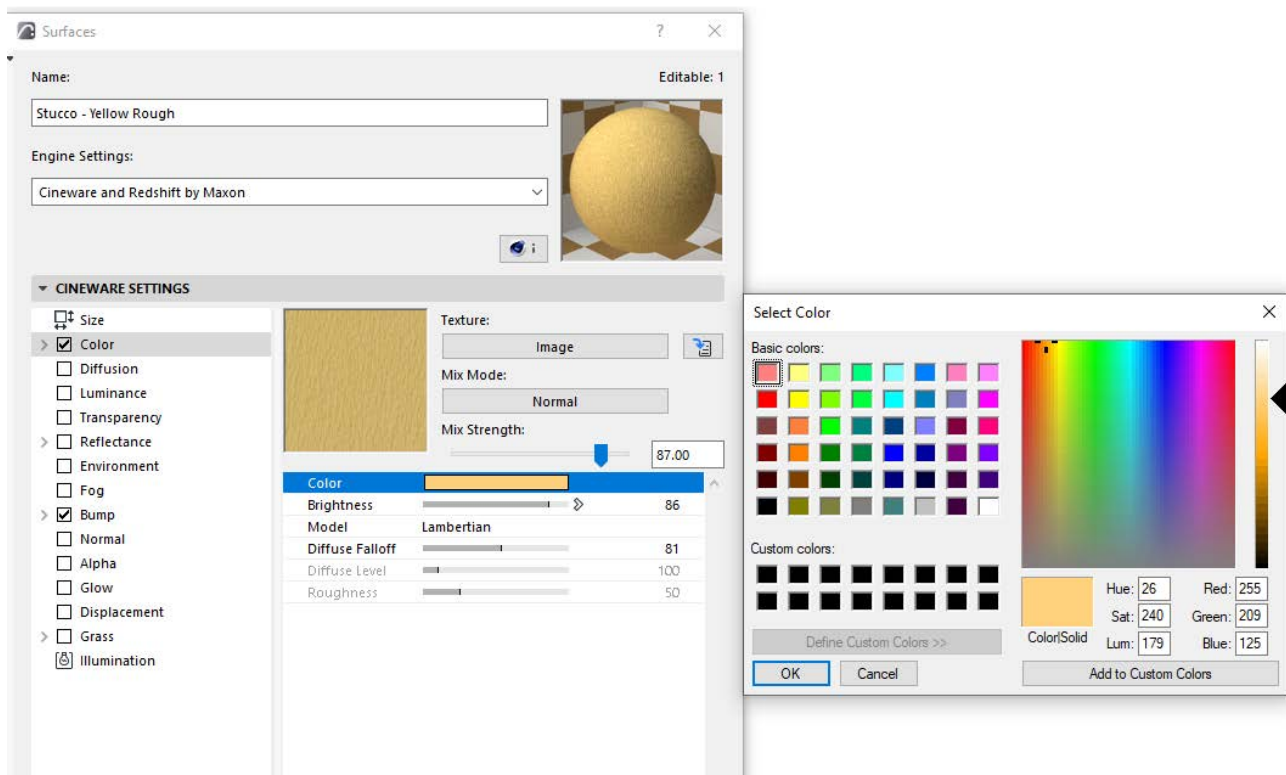 Surfaces
?
Name:
Editable: 1
Stucco - Yellow Rough
Engine Settings:
Cineware and Redshift by Maxon
i
CINEWARE SETTINGS
Size
Color
Diffusion
Luminance
Transparency
Reflectance
Environment
Fog
Bump
Normal
Alpha
Glow
Displacement
Grass
Illumination
Texture:
Image
Mix Mode:
Normal
Mix Strength:
87.00
Color
Brightness 86
Model Lambertian
Diffuse Falloff 81
Diffuse Level 100
Roughness 50
Select Color
Basic colors:
Custom colors:
Define Custom Colors >>
OK Cancel
Color|Solid
Hue: 26 Red: 255
Sat: 240 Green: 209
Lum: 179 Blue: 125
Add to Custom Colors